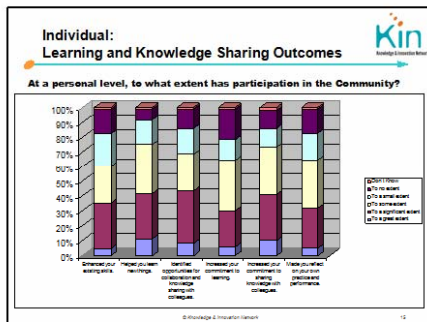 Individual:
Learning and Knowledge Sharing Outcomes
Kin
Knowledge & Innovation Network
At a personal level, to what extent has participation in the Community?
100%
90%
80%
70%
60%
50%
40%
30%
20%
10%
0%
Enhanced your
existing skills.
Helped you learn
new things.
Identified
opportunities for
collaboration and
knowledge
sharing with
colleagues.
Increased your
commitment to
learning.
Increased your
commitment to
sharing
knowledge with
colleagues.
Made you reflect
on your own
practice and
performance.
Don't know
To no extent
To a small extent
To some extent
To a significant extent
To a great extent
© Knowledge & Innovation Network